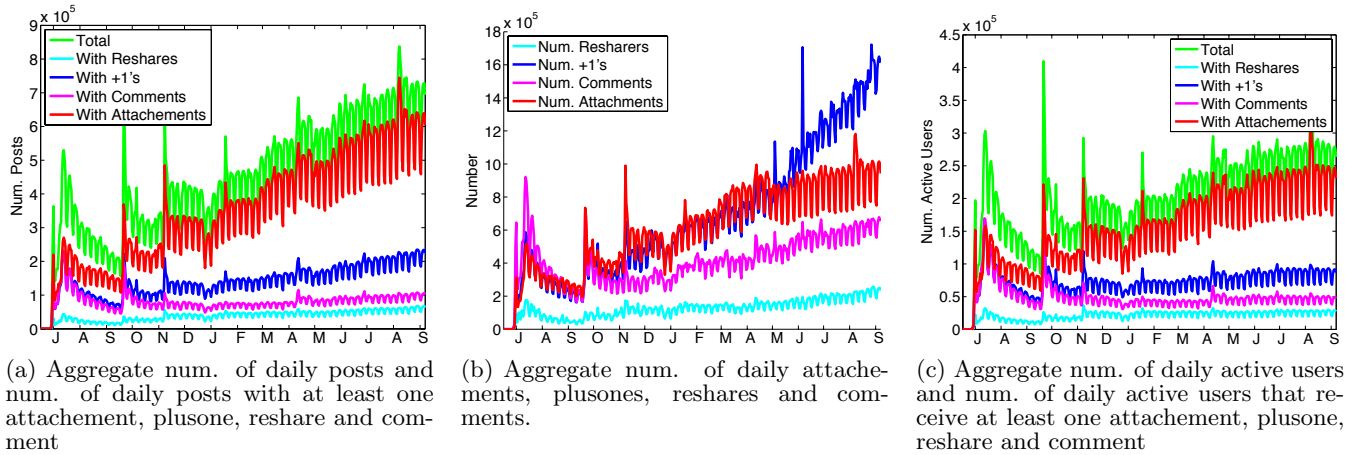 x 10^5
9
8
7
6
5
4
3
2
1
0
Num. Posts
Total
With Reshares
With +1's
With Comments
With Attachements
J A S O N D J F M A M J J A S
(a) Aggregate num. of daily posts and
num. of daily posts with at least one
attachement, plusone, reshare and com-
ment
x 10^5
18
16
14
12
10
8
6
4
2
0
Number
Num. Resharers
Num. +1's
Num. Comments
Num. Attachments
J A S O N D J F M A M J J A S
(b) Aggregate num. of daily attache-
ments, plusones, reshares and com-
ments.
x 10^5
4.5
4
3.5
3
2.5
2
1.5
1
0.5
0
Num. Active Users
Total
With Reshares
With +1's
With Comments
With Attachements
J A S O N D J F M A M J J A S
(c) Aggregate num. of daily active users
and num. of daily active users that re-
ceive at least one attachement, plusone,
reshare and comment